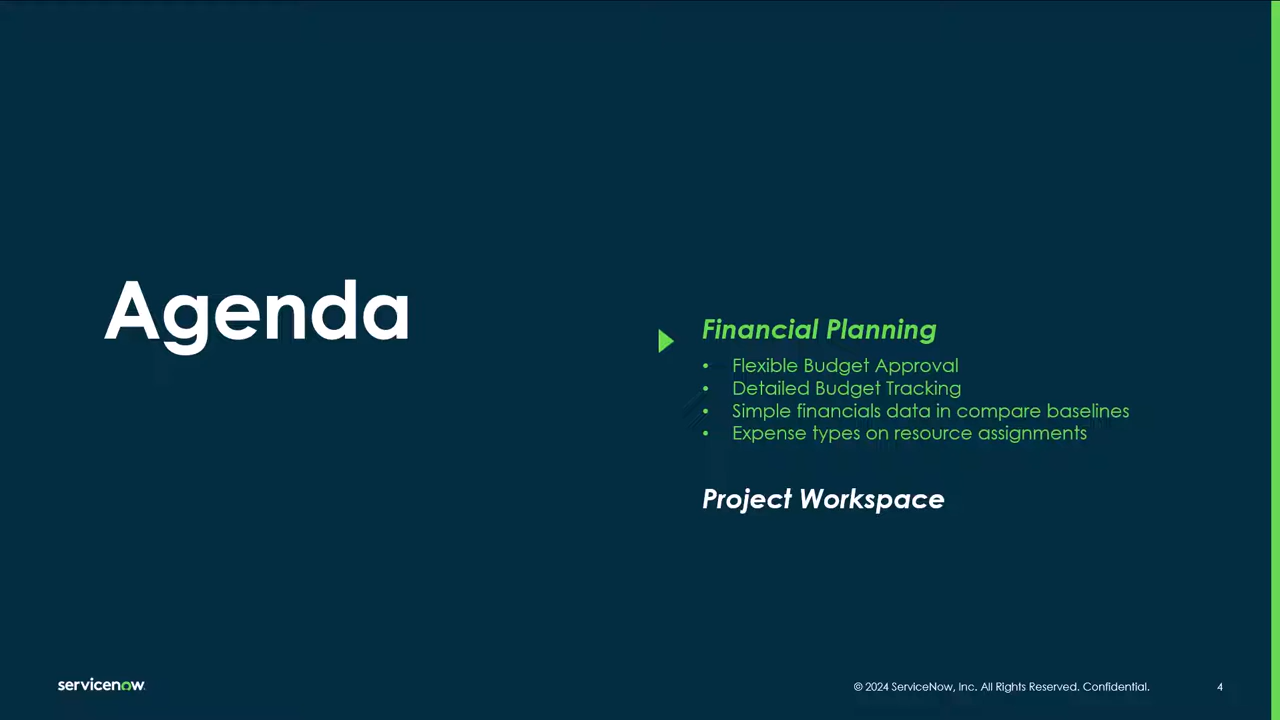 Agenda
Financial Planning
• Flexible Budget Approval
• Detailed Budget Tracking
• Simple financials data in compare baselines
• Expense types on resource assignments
Project Workspace
servicenow
© 2024 ServiceNow, Inc. All Rights Reserved. Confidential.
4